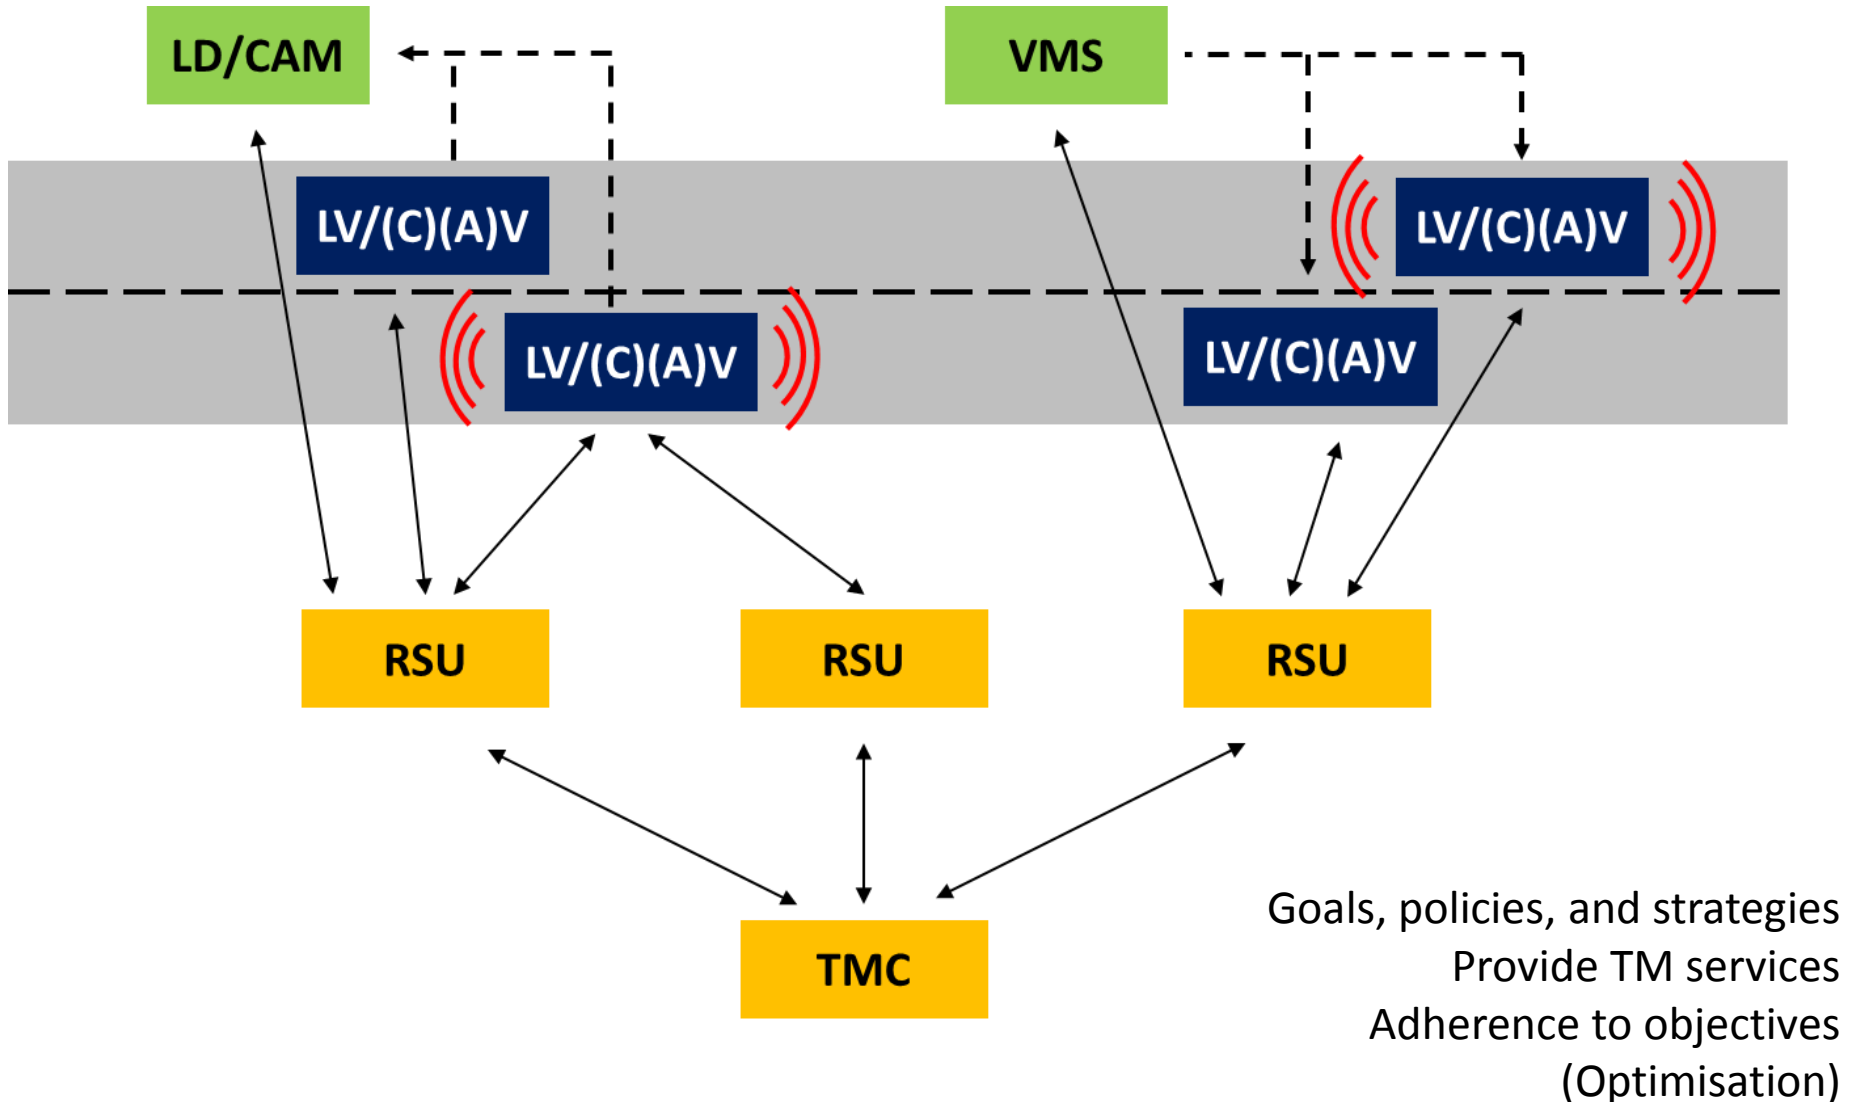 LD/CAM
VMS
LV/(C)(A)V
LV/(C)(A)V
LV/(C)(A)V
LV/(C)(A)V
RSU
RSU
RSU
TMC
Goals, policies, and strategies
Provide TM services
Adherence to objectives
(Optimisation)